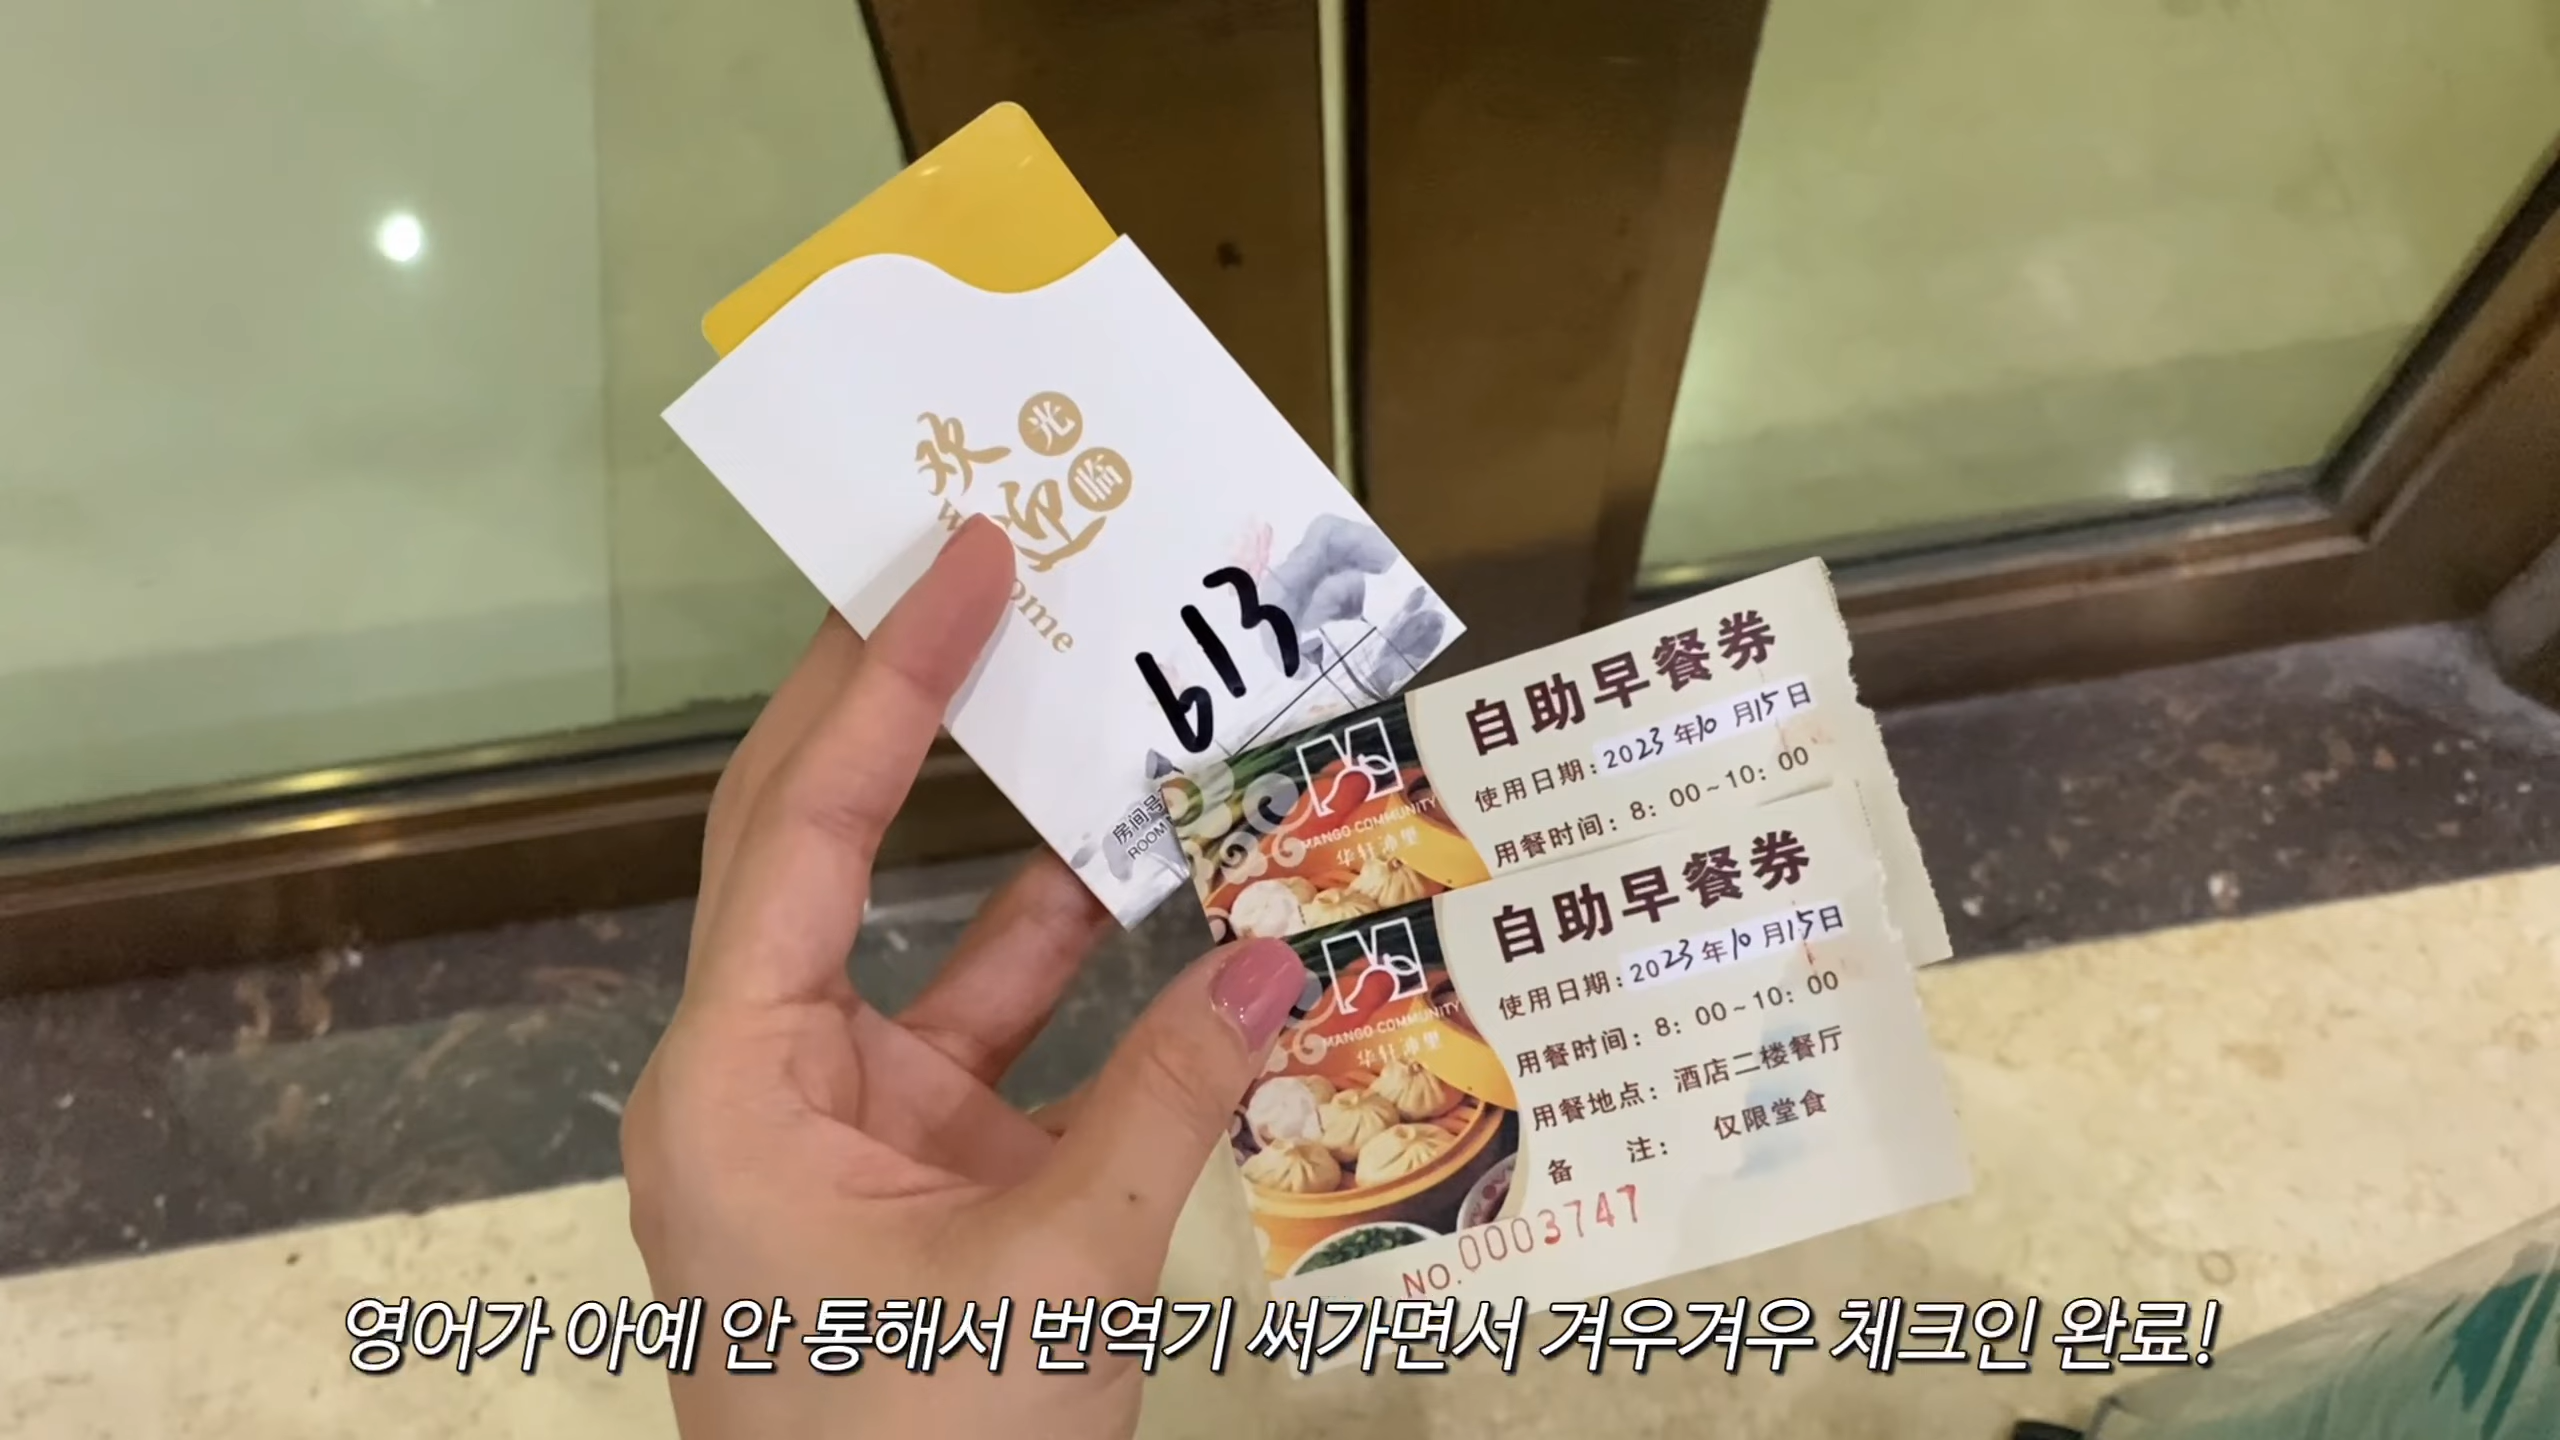 欢迎
光临
613
房间号
ROOM
自助早餐券
使用日期: 2023年10月15日
用餐时间: 8: 00~10: 00
MANGO COMMUNITY
自助早餐券
使用日期: 2023年10月15日
用餐时间: 8: 00~10: 00
用餐地点: 酒店二楼餐厅
备 注: 仅限堂食
MANGO COMMUNITY
NO.0003747
영어가 아예 안 통해서 번역기 써가면서 겨우겨우 체크인 완료!